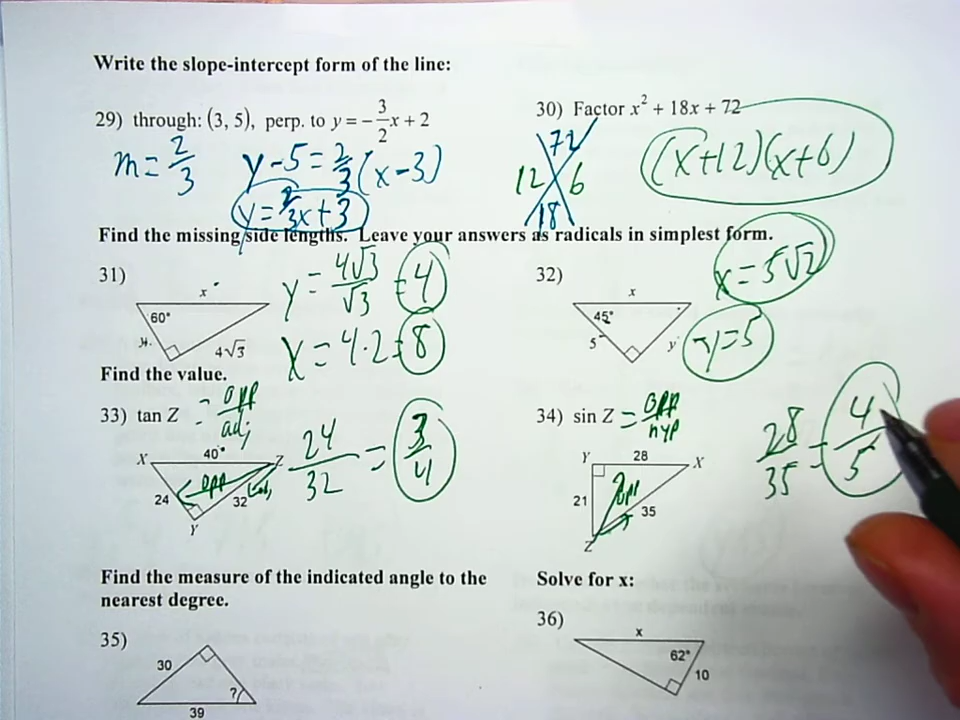 Write the slope-intercept form of the line:
29) through: (3, 5), perp. to y = -3/2x + 2
m = 2/3
y-5 = 2/3(x-3)
y = 2/3x+3
30) Factor x² + 18x + 72
72
12 6
18
(x+12)(x+6)
Find the missing side lengths. Leave your answers as radicals in simplest form.
31)
x
60°
y
4√3
y = 4√3/√3 = 4
x = 4·2 = 8
32)
x
45°
5
y
x = 5√2
y = 5
Find the value.
33) tan Z = opp/adj
40
X
Z
24
opp
32
adj
Y
24/32 = 3/4
34) sin Z = opp/hyp
Y
28
X
21
opp
35
Z
28/35 = 4/5
Find the measure of the indicated angle to the
nearest degree.
35)
30
?
39
Solve for x:
36)
x
62°
10